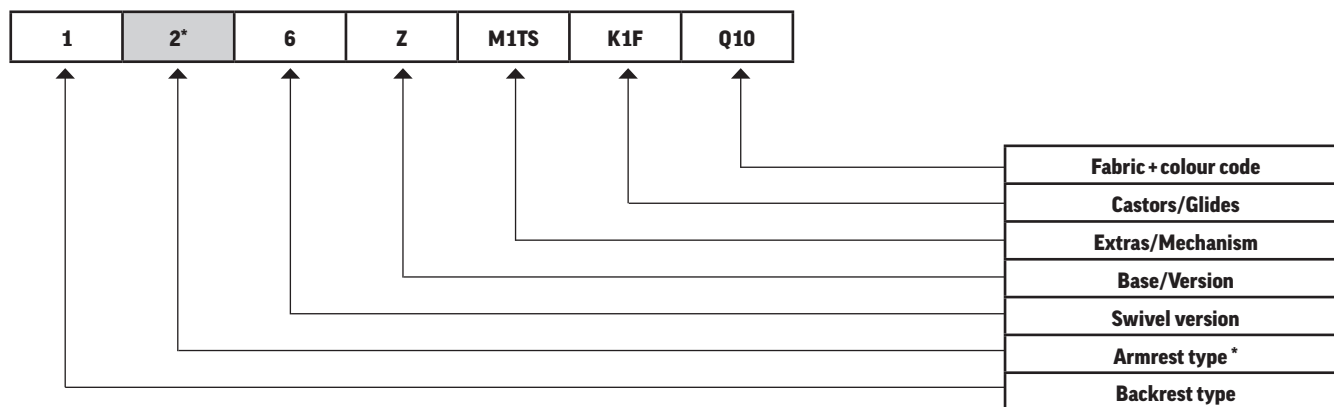 1 2* 6 Z M1TS K1F Q10
Fabric + colour code
Castors/Glides
Extras/Mechanism
Base/Version
Swivel version
Armrest type *
Backrest type